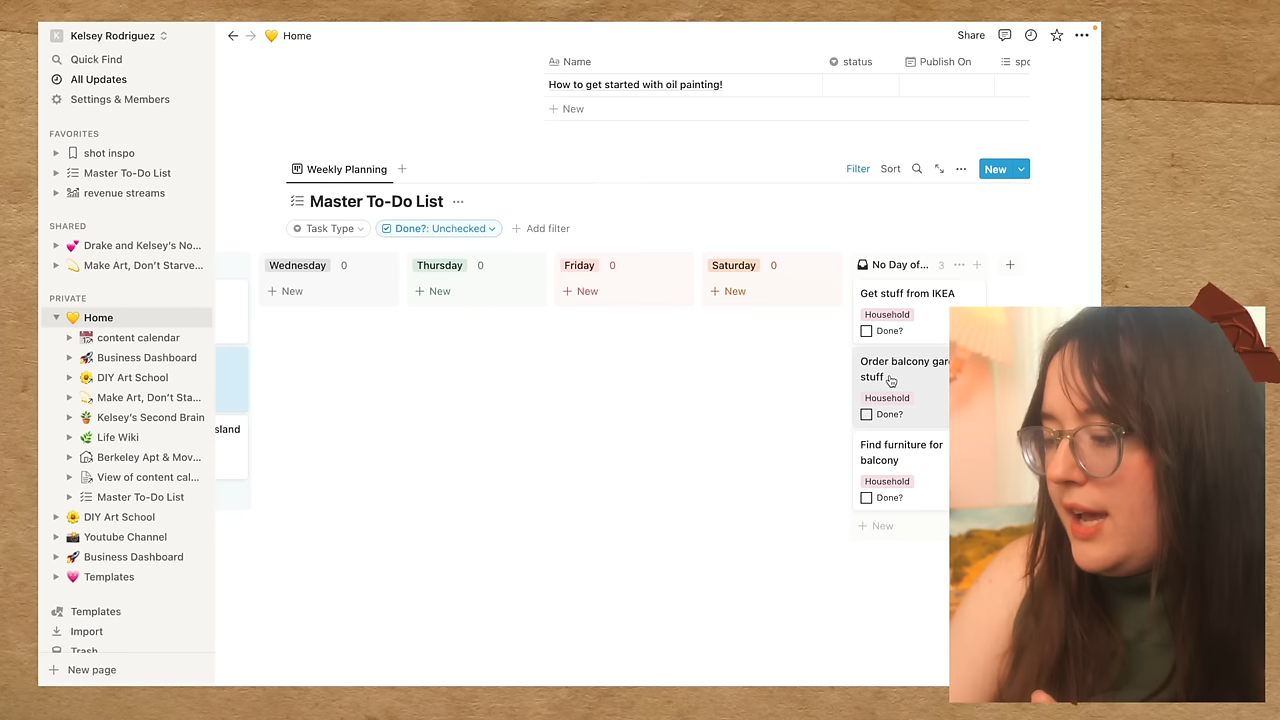 K Kelsey Rodriguez
Quick Find
All Updates
Settings & Members
FAVORITES
shot inspo
Master To-Do List
revenue streams
SHARED
Drake and Kelsey's No...
Make Art, Don't Starve...
PRIVATE
Home
content calendar
Business Dashboard
DIY Art School
Make Art, Don't Sta...
Kelsey's Second Brain
Life Wiki
Berkeley Apt & Mov...
View of content cal...
Master To-Do List
DIY Art School
Youtube Channel
Business Dashboard
Templates
Templates
Import
Trash
New page
Home
Share
Aa Name status Publish On spo
How to get started with oil painting!
+ New
Weekly Planning +
Filter Sort New
Master To-Do List ...
Task Type Done?: Unchecked + Add filter
Wednesday 0 Thursday 0 Friday 0 Saturday 0 No Day of... 3 ... + +
+ New + New + New + New
sland
Get stuff from IKEA
Household
Done?
Order balcony gar
stuff
Household
Done?
Find furniture for
balcony
Household
Done?
+ New